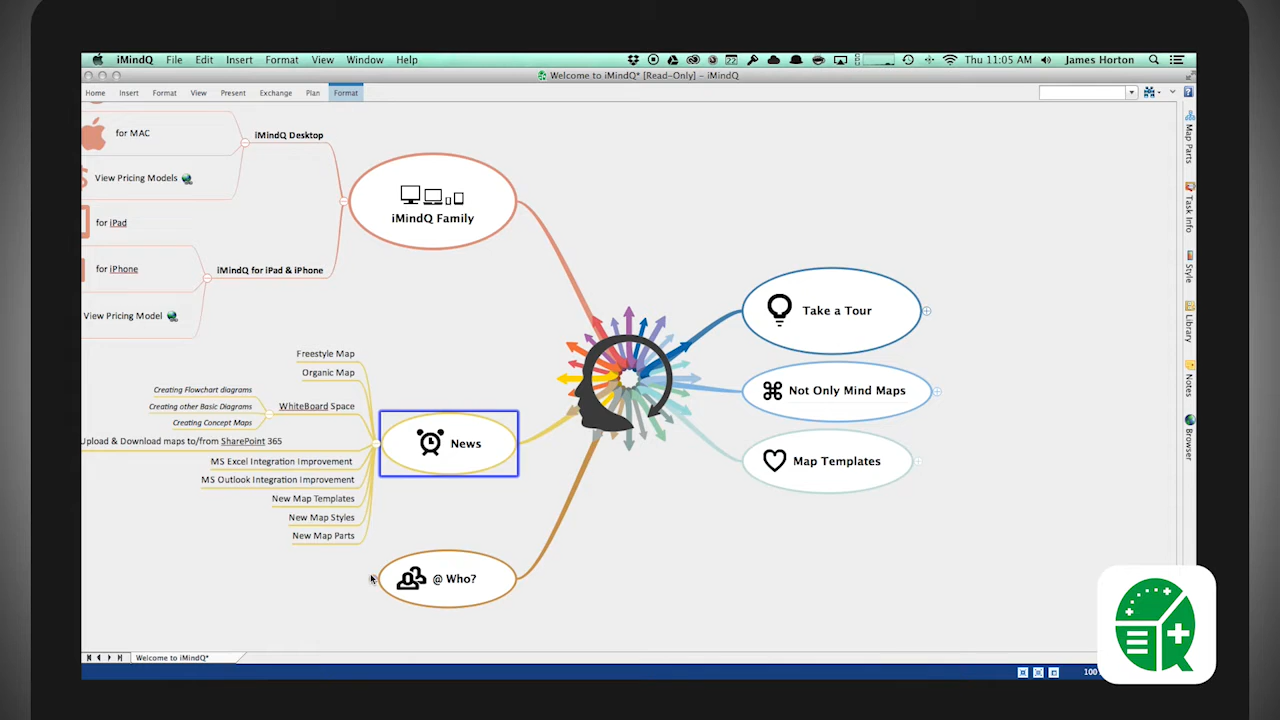 iMindQ File Edit Insert Format View Window Help
22
Thu 11:05 AM James Horton
Welcome to iMindQ* [Read-Only] – iMindQ
Home Insert Format View Present Exchange Plan Format
for MAC
iMindQ Desktop
View Pricing Models
for iPad
for iPhone
iMindQ for iPad & iPhone
View Pricing Model
iMindQ Family
Take a Tour
Not Only Mind Maps
Map Templates
Freestyle Map
Organic Map
Creating Flowchart diagrams
Creating other Basic Diagrams
WhiteBoard Space
Creating Concept Maps
Upload & Download maps to/from SharePoint 365
MS Excel Integration Improvement
MS Outlook Integration Improvement
New Map Templates
New Map Styles
New Map Parts
News
@ Who?
Map Parts
Task Info
Style
Library
Notes
Browser
Welcome to iMindQ*
100